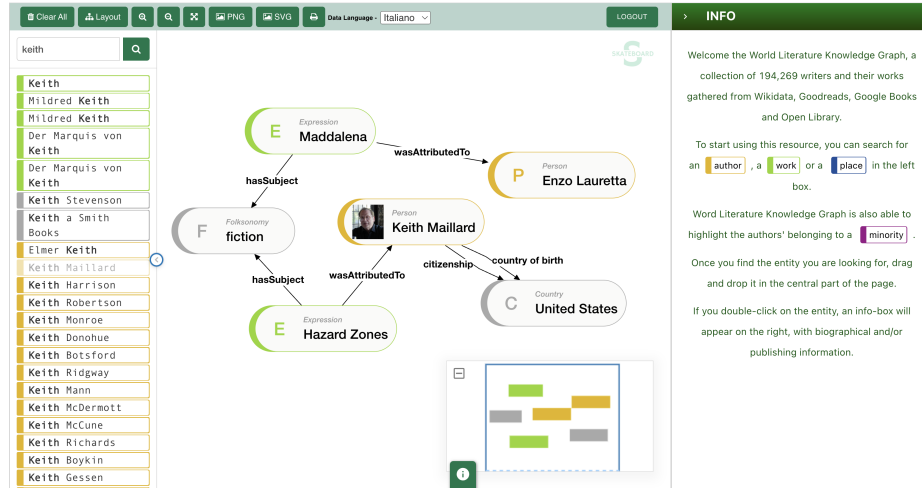 Clear All
Layout
PNG
SVG
Data Language -
Italiano
LOGOUT
INFO
keith
Keith
Mildred Keith
Mildred Keith
Der Marquis von
Keith
Der Marquis von
Keith
Keith Stevenson
Keith a Smith
Books
Elmer Keith
Keith Maillard
Keith Harrison
Keith Robertson
Keith Monroe
Keith Donohue
Keith Botsford
Keith Ridgway
Keith Mann
Keith McDermott
Keith McCune
Keith Richards
Keith Boykin
Keith Gessen
S
SKATEBOARD
E
Expression
Maddalena
wasAttributedTo
P
Person
Enzo Lauretta
hasSubject
F
Folksonomy
fiction
Person
Keith Maillard
citizenship
country of birth
hasSubject
wasAttributedTo
C
Country
United States
E
Expression
Hazard Zones
Welcome the World Literature Knowledge Graph, a
collection of 194,269 writers and their works
gathered from Wikidata, Goodreads, Google Books
and Open Library.
To start using this resource, you can search for
an author , a work or a place in the left
box.
Word Literature Knowledge Graph is also able to
highlight the authors' belonging to a minority .
Once you find the entity you are looking for, drag
and drop it in the central part of the page.
If you double-click on the entity, an info-box will
appear on the right, with biographical and/or
publishing information.